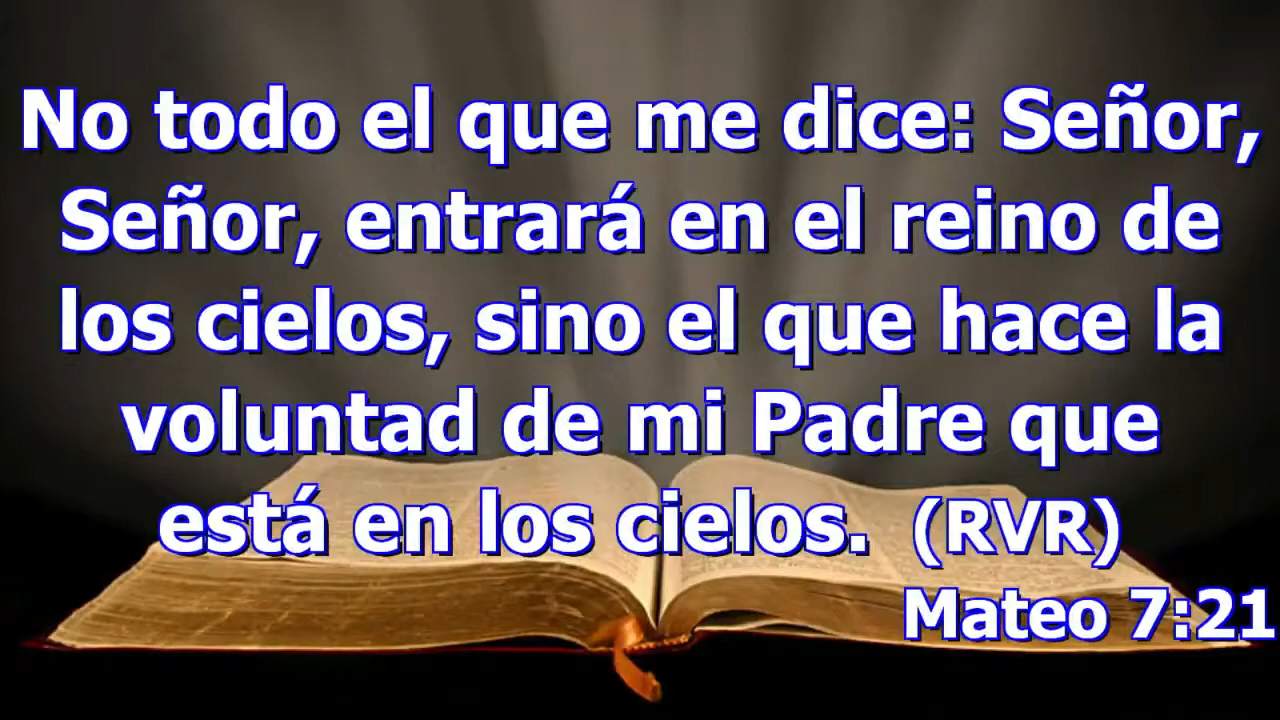 No todo el que me dice: Señor,
Señor, entrará en el reino de
los cielos, sino el que hace la
voluntad de mi Padre que
está en los cielos. (RVR)
Mateo 7:21